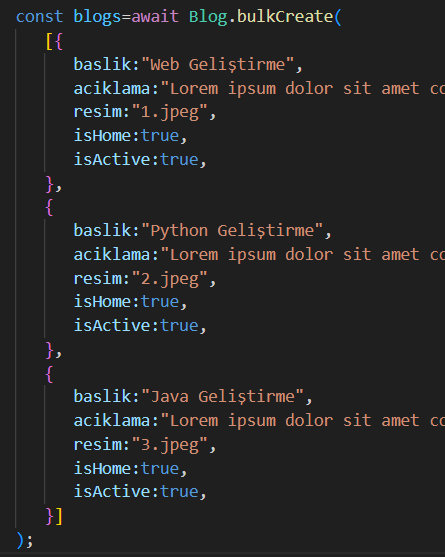 const blogs=await Blog.bulkCreate(
[{
baslik:"Web Geliştirme",
aciklama:"Lorem ipsum dolor sit amet co
resim:"1.jpeg",
isHome:true,
isActive:true,
},
{
baslik:"Python Geliştirme",
aciklama:"Lorem ipsum dolor sit amet co
resim:"2.jpeg",
isHome:true,
isActive:true,
},
{
baslik:"Java Geliştirme",
aciklama:"Lorem ipsum dolor sit amet co
resim:"3.jpeg",
isHome:true,
isActive:true,
}]
);